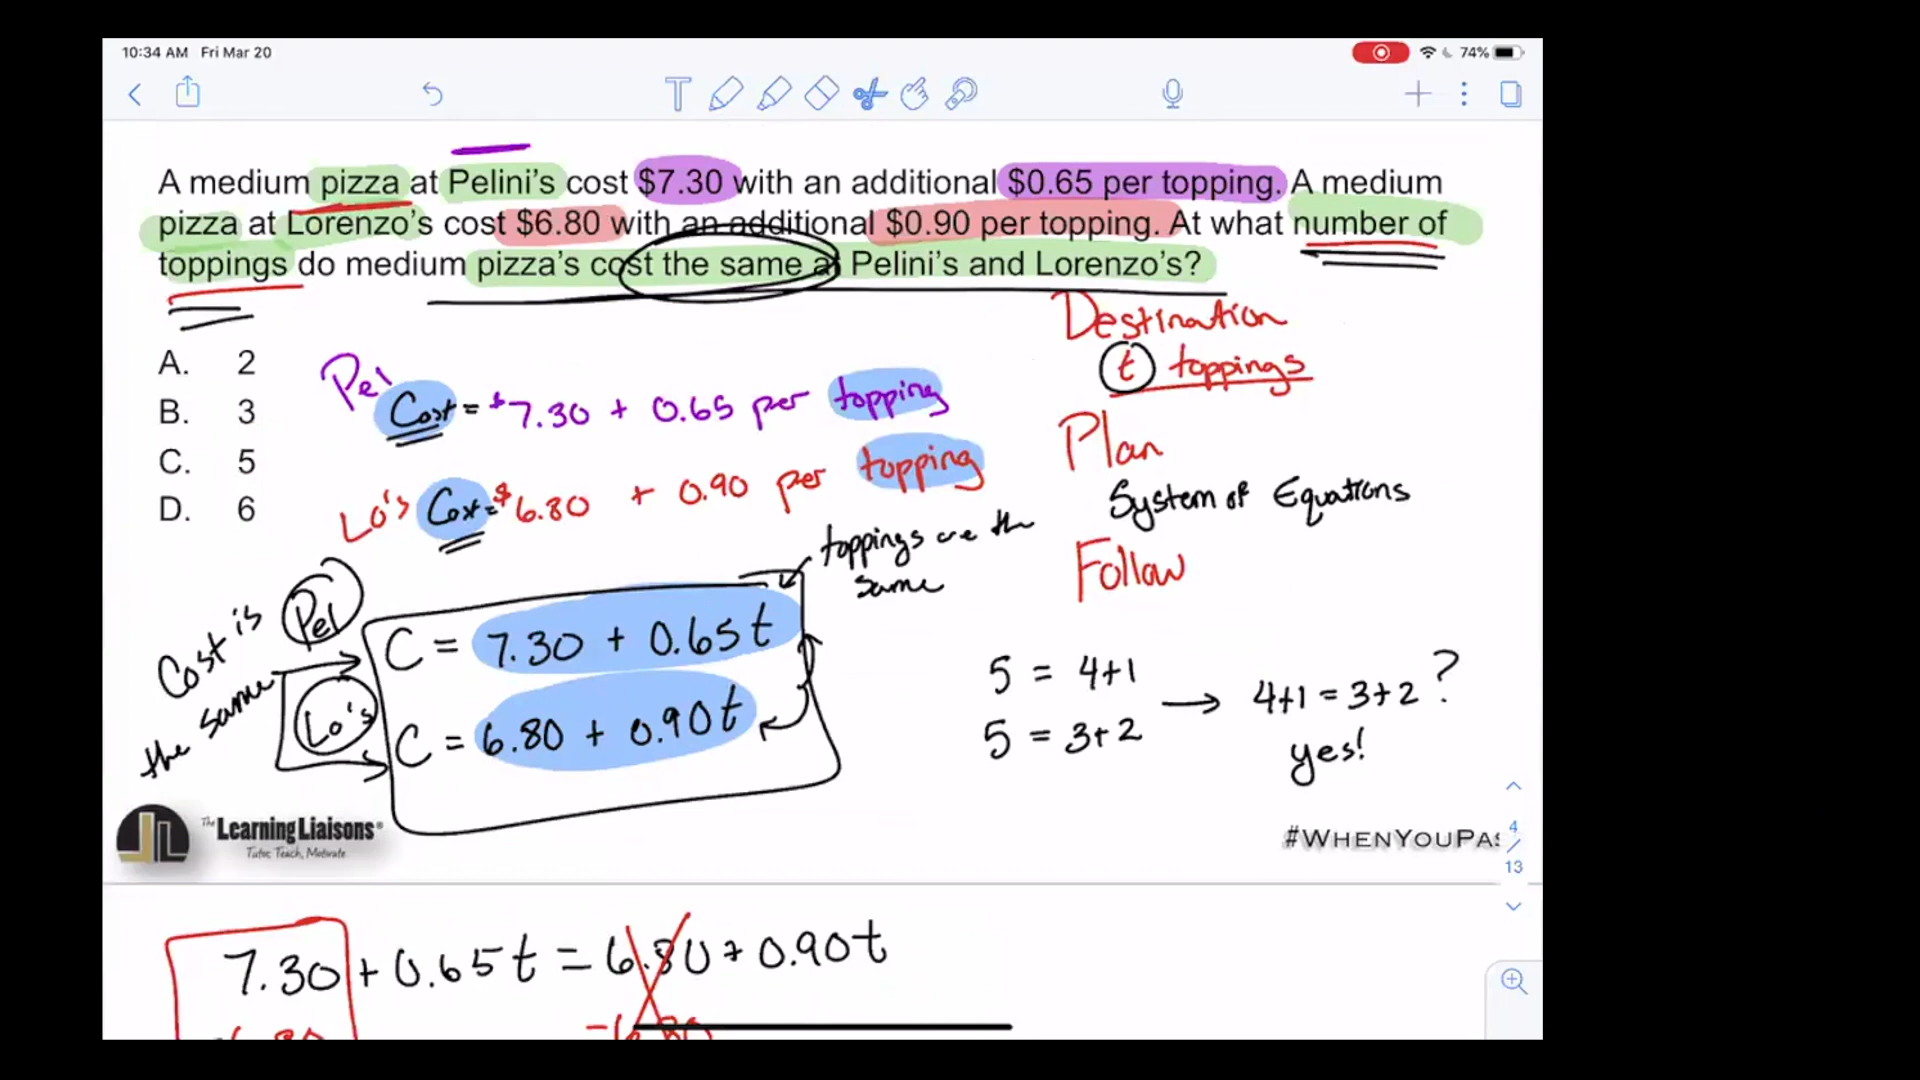 10:34 AM Fri Mar 20
74%
A medium pizza at Pelini's cost $7.30 with an additional $0.65 per topping. A medium
pizza at Lorenzo's cost $6.80 with an additional $0.90 per topping. At what number of
toppings do medium pizza's cost the same at Pelini's and Lorenzo's?
Destination
t toppings
A. 2
B. 3
C. 5
D. 6
Pel
Cost = $7.30 + 0.65 per topping
Lo's Cost = $6.80 + 0.90 per topping
Plan
System of Equations
Follow
toppings are the
same
Cost is
the same
Pel
C = 7.30 + 0.65t
Lo's
C = 6.80 + 0.90t
5 = 4+1
5 = 3+2
4+1 = 3+2?
yes!
The Learning Liaisons®
Tutor, Teach, Motivate
#WHENYOUPAS
4
/
13
7.30 + 0.65t = 6.80 + 0.90t